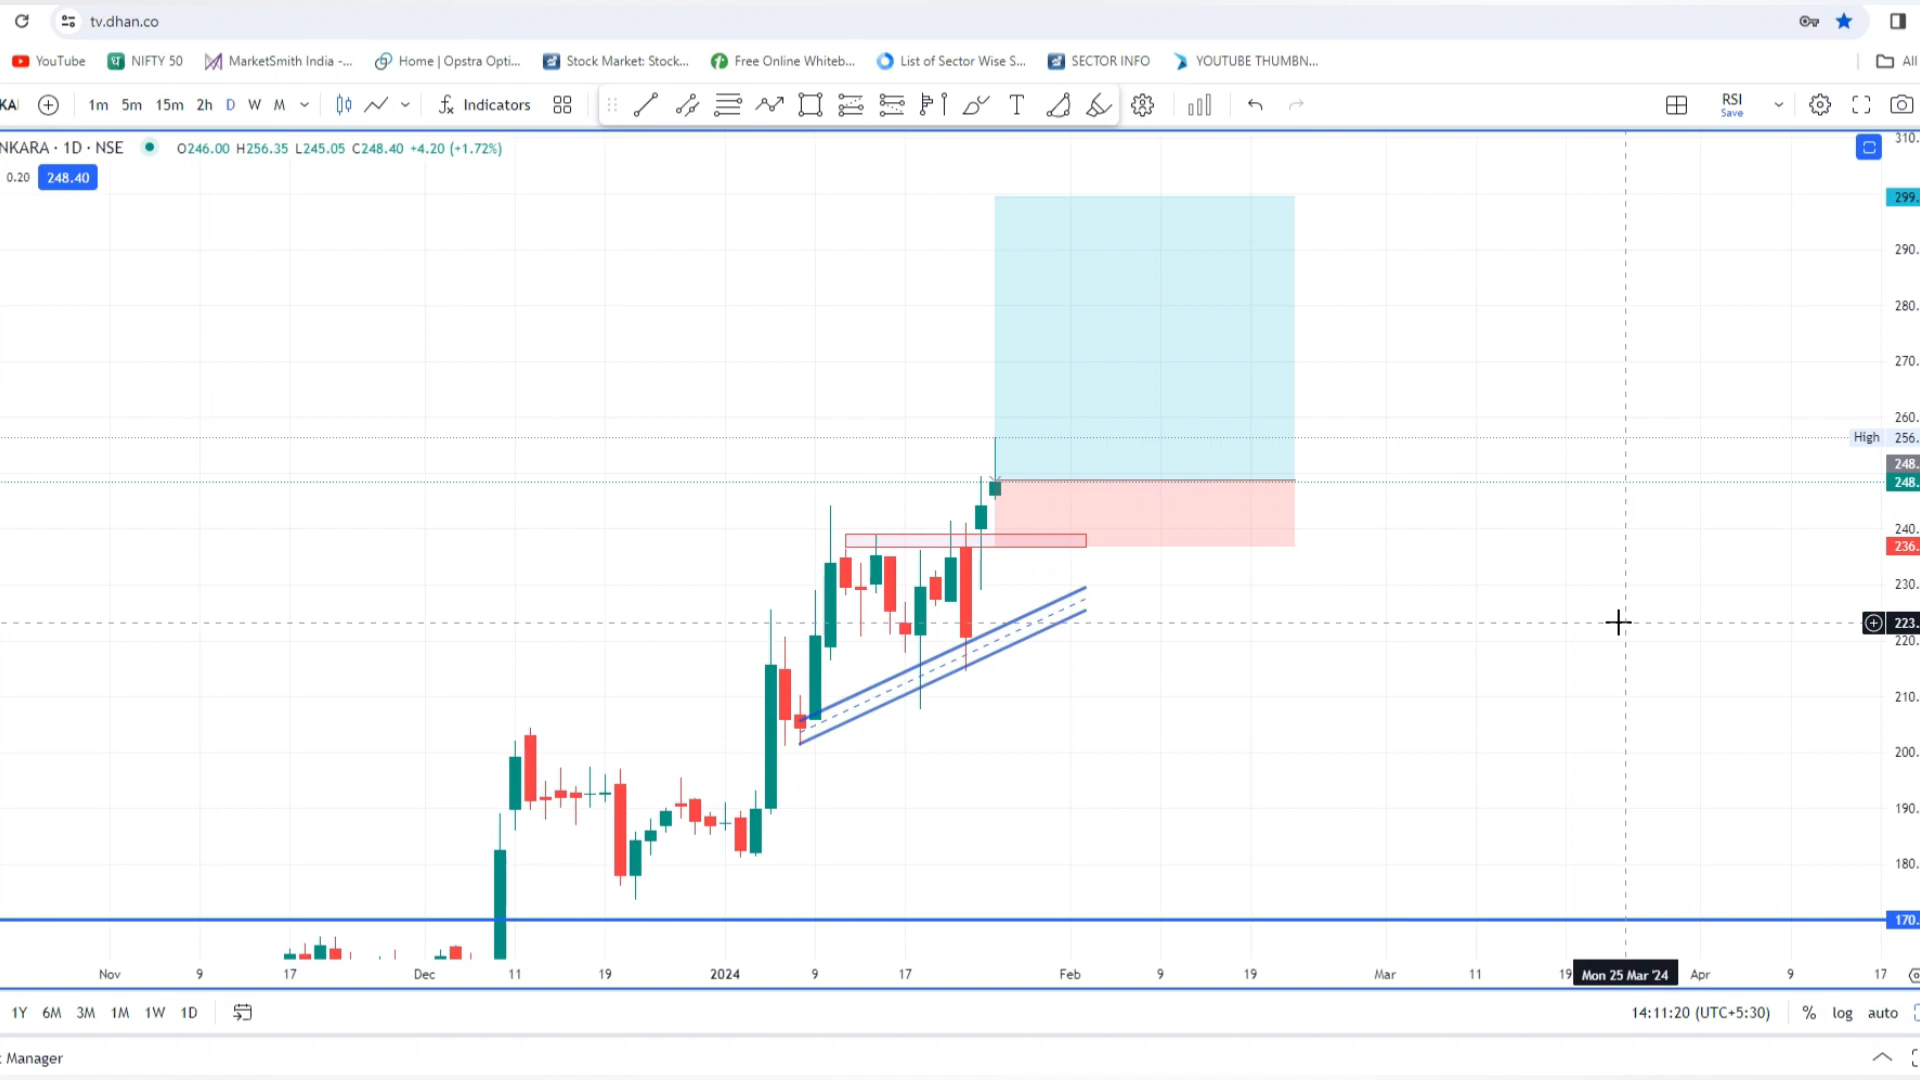 tv.dhan.co
YouTube NIFTY 50 MarketSmith India -... Home | Opstra Opti... Stock Market: Stock... Free Online Whiteb... List of Sector Wise S... SECTOR INFO YOUTUBE THUMBN... All
KAI 1m 5m 15m 2h D W M Indicators T RSI
Save
NKARA · 1D · NSE O246.00 H256.35 L245.05 C248.40 +4.20 (+1.72%)
0.20 248.40
310.
299.
290.
280.
270.
260.
High 256.
248.
248.
240.
236.
230.
223.
220.
210.
200.
190.
180.
170.
Nov 9 17 Dec 11 19 2024 9 17 Feb 9 19 Mar 11 19 Mon 25 Mar '24 Apr 9 17
1Y 6M 3M 1M 1W 1D 14:11:20 (UTC+5:30) % log auto
Manager